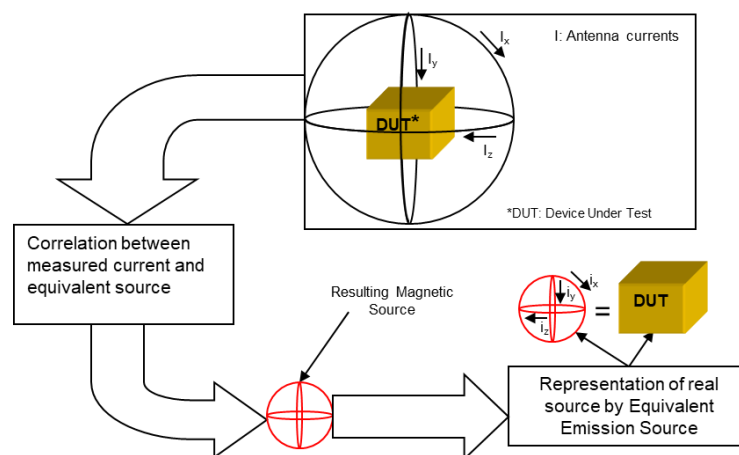 I: Antenna currents
Ix
Iy
DUT*
Iz
*DUT: Device Under Test
Correlation between
measured current and
equivalent source
Resulting Magnetic
Source
ix
iy
iz
=
DUT
Representation of real
source by Equivalent
Emission Source